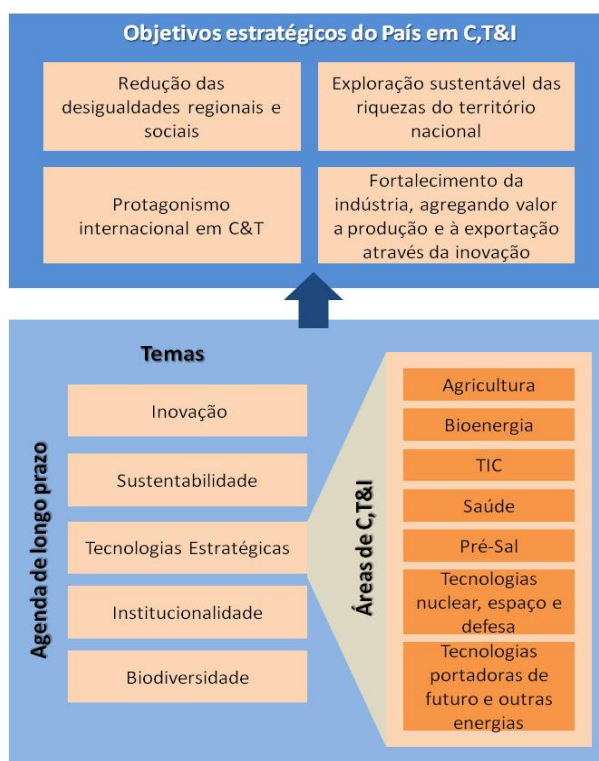 Objetivos estratégicos do País em C,T&I
Redução das
desigualdades regionais e
sociais
Exploração sustentável das
riquezas do território
nacional
Protagonismo
internacional em C&T
Fortalecimento da
indústria, agregando valor
a produção e à exportação
através da inovação
Agenda de longo prazo
Temas
Inovação
Sustentabilidade
Tecnologias Estratégicas
Institucionalidade
Biodiversidade
Áreas de C,T&I
Agricultura
Bioenergia
TIC
Saúde
Pré-Sal
Tecnologias
nuclear, espaço e
defesa
Tecnologias
portadoras de
futuro e outras
energias